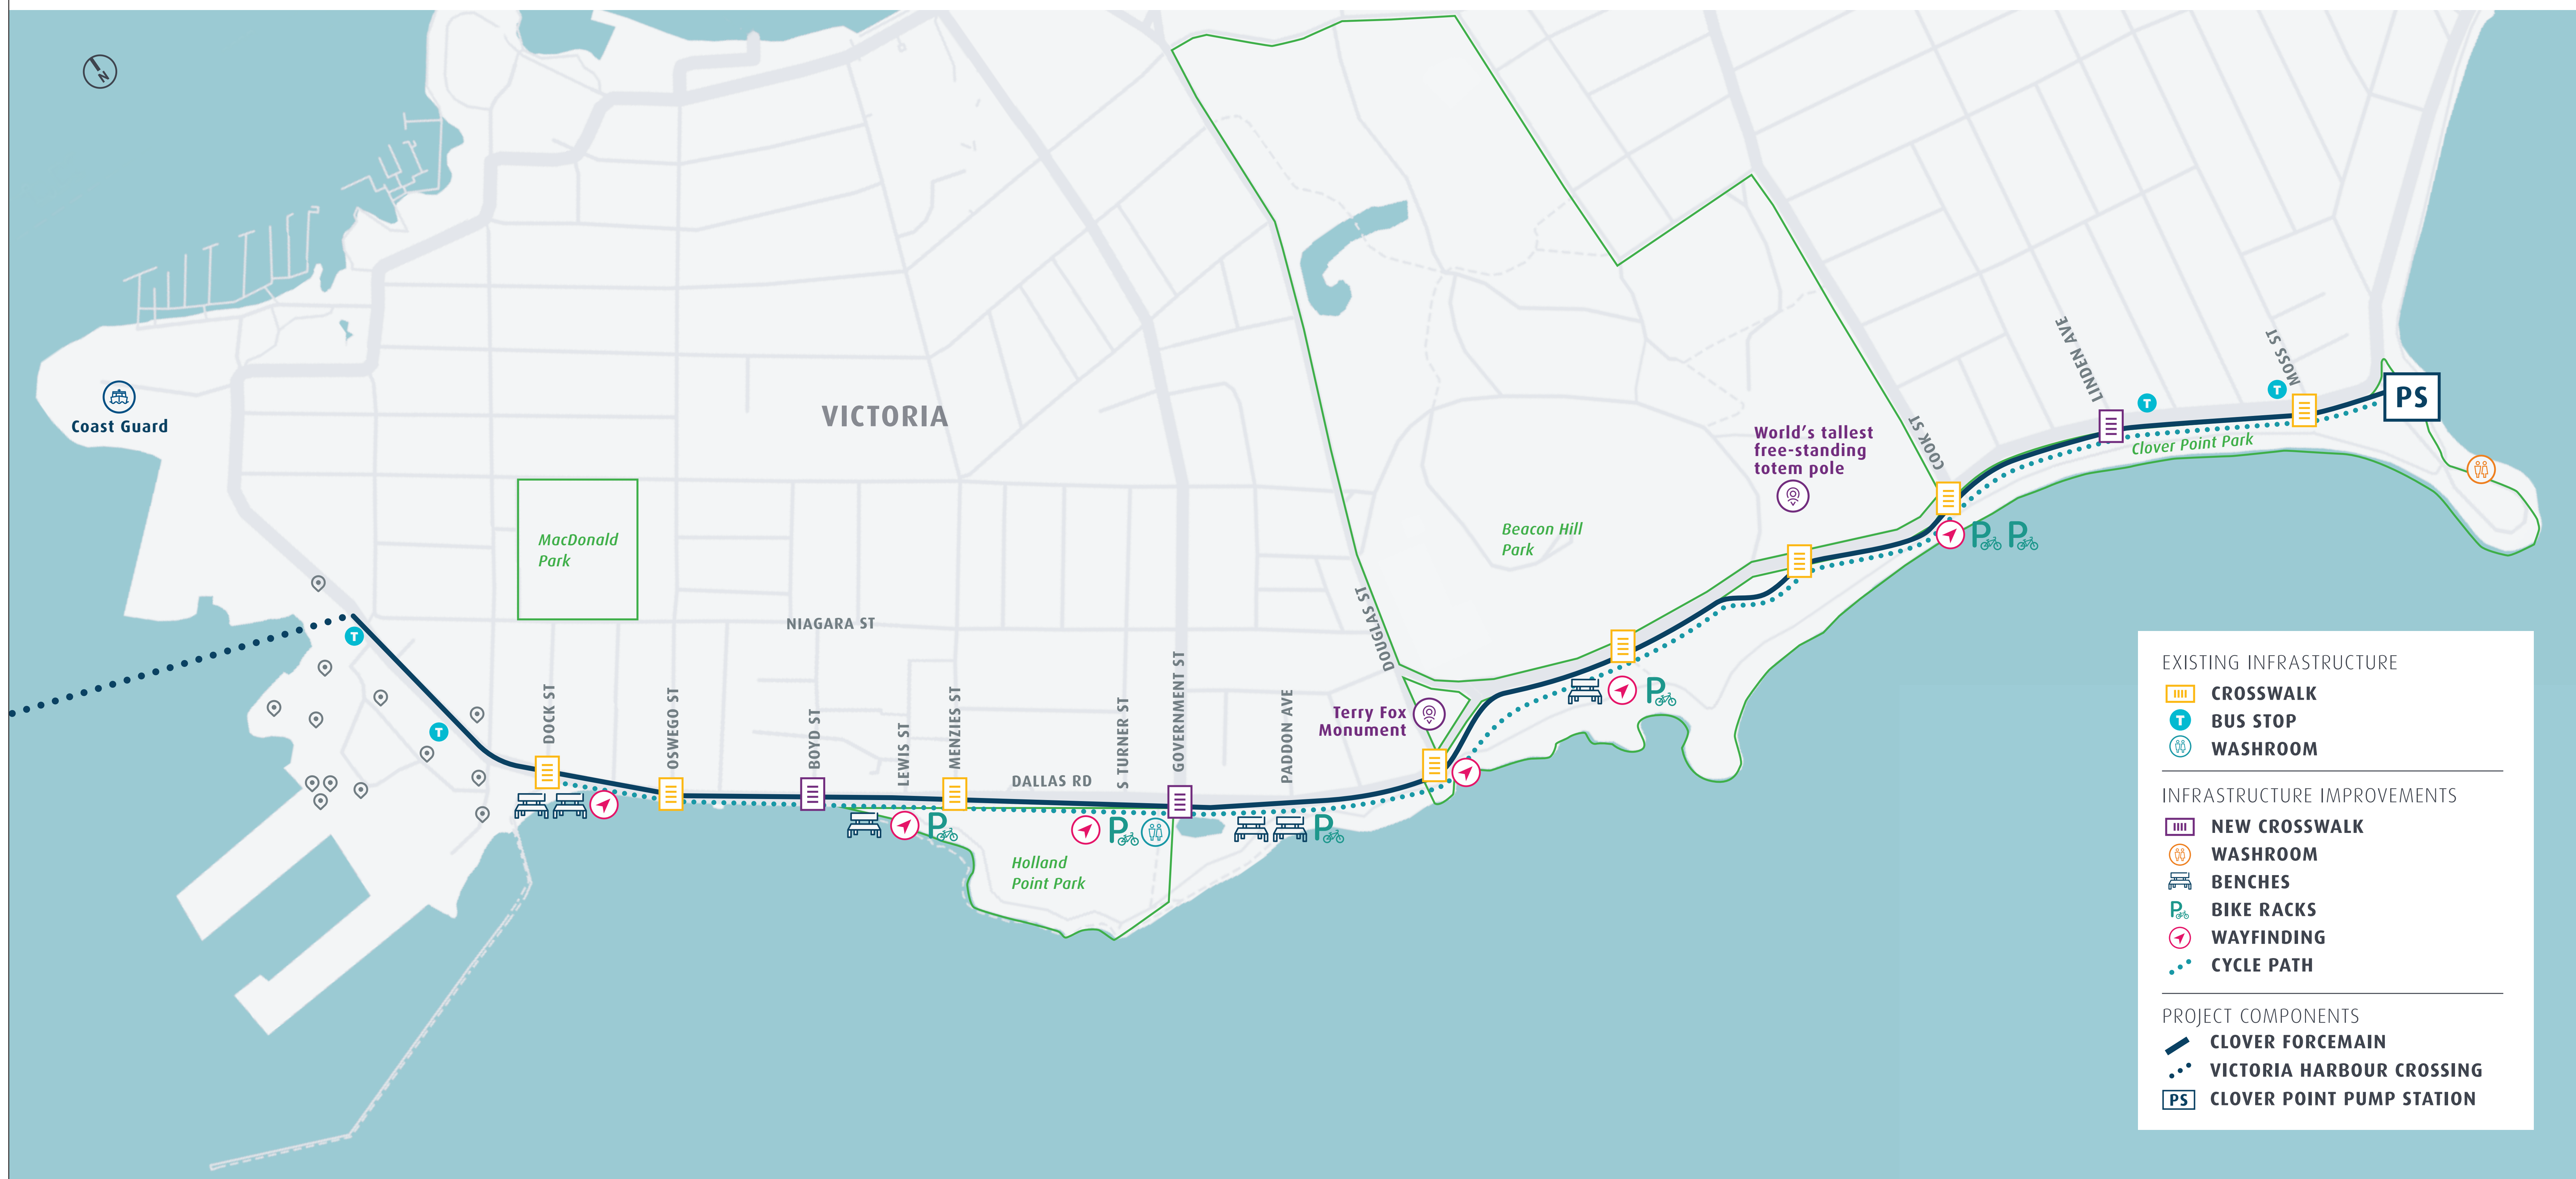 N
Coast Guard
VICTORIA
MacDonald
Park
NIAGARA ST
DOCK ST
OSWEGO ST
BOYD ST
LEWIS ST
MENZIES ST
DALLAS RD
S TURNER ST
GOVERNMENT ST
PADDON AVE
DOUGLAS ST
Terry Fox
Monument
Holland
Point Park
Beacon Hill
Park
World's tallest
free-standing
totem pole
COOK ST
LINDEN AVE
MOSS ST
Clover Point Park
PS
T
T
T
T
P
P
P
P
P
P
EXISTING INFRASTRUCTURE
CROSSWALK
T BUS STOP
WASHROOM
INFRASTRUCTURE IMPROVEMENTS
NEW CROSSWALK
WASHROOM
BENCHES
P BIKE RACKS
WAYFINDING
CYCLE PATH
PROJECT COMPONENTS
CLOVER FORCEMAIN
VICTORIA HARBOUR CROSSING
PS CLOVER POINT PUMP STATION